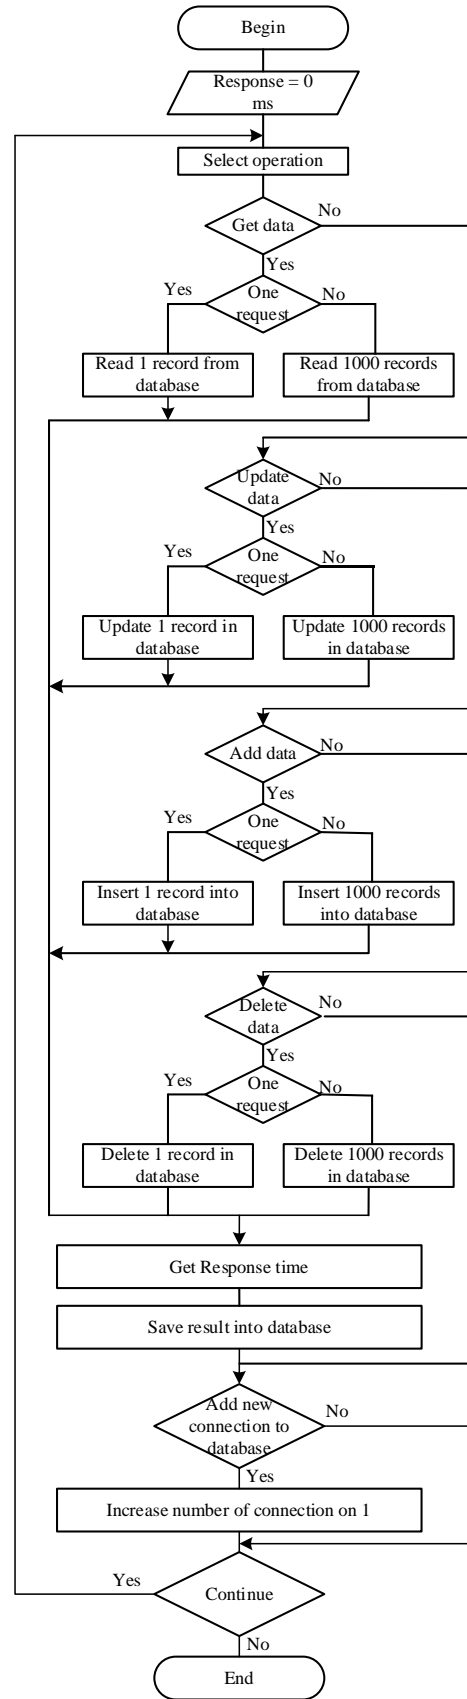 Begin
Response = 0
ms
Select operation
Get data
No
Yes
Yes
One
request
No
Read 1 record from
database
Read 1000 records
from database
Update
data
No
Yes
Yes
One
request
No
Update 1 record in
database
Update 1000 records
in database
Add data
No
Yes
Yes
One
request
No
Insert 1 record into
database
Insert 1000 records
into database
Delete
data
No
Yes
Yes
One
request
No
Delete 1 record in
database
Delete 1000 records
in database
Get Response time
Save result into database
Add new
connection to
database
No
Yes
Increase number of connection on 1
Yes
Continue
No
End